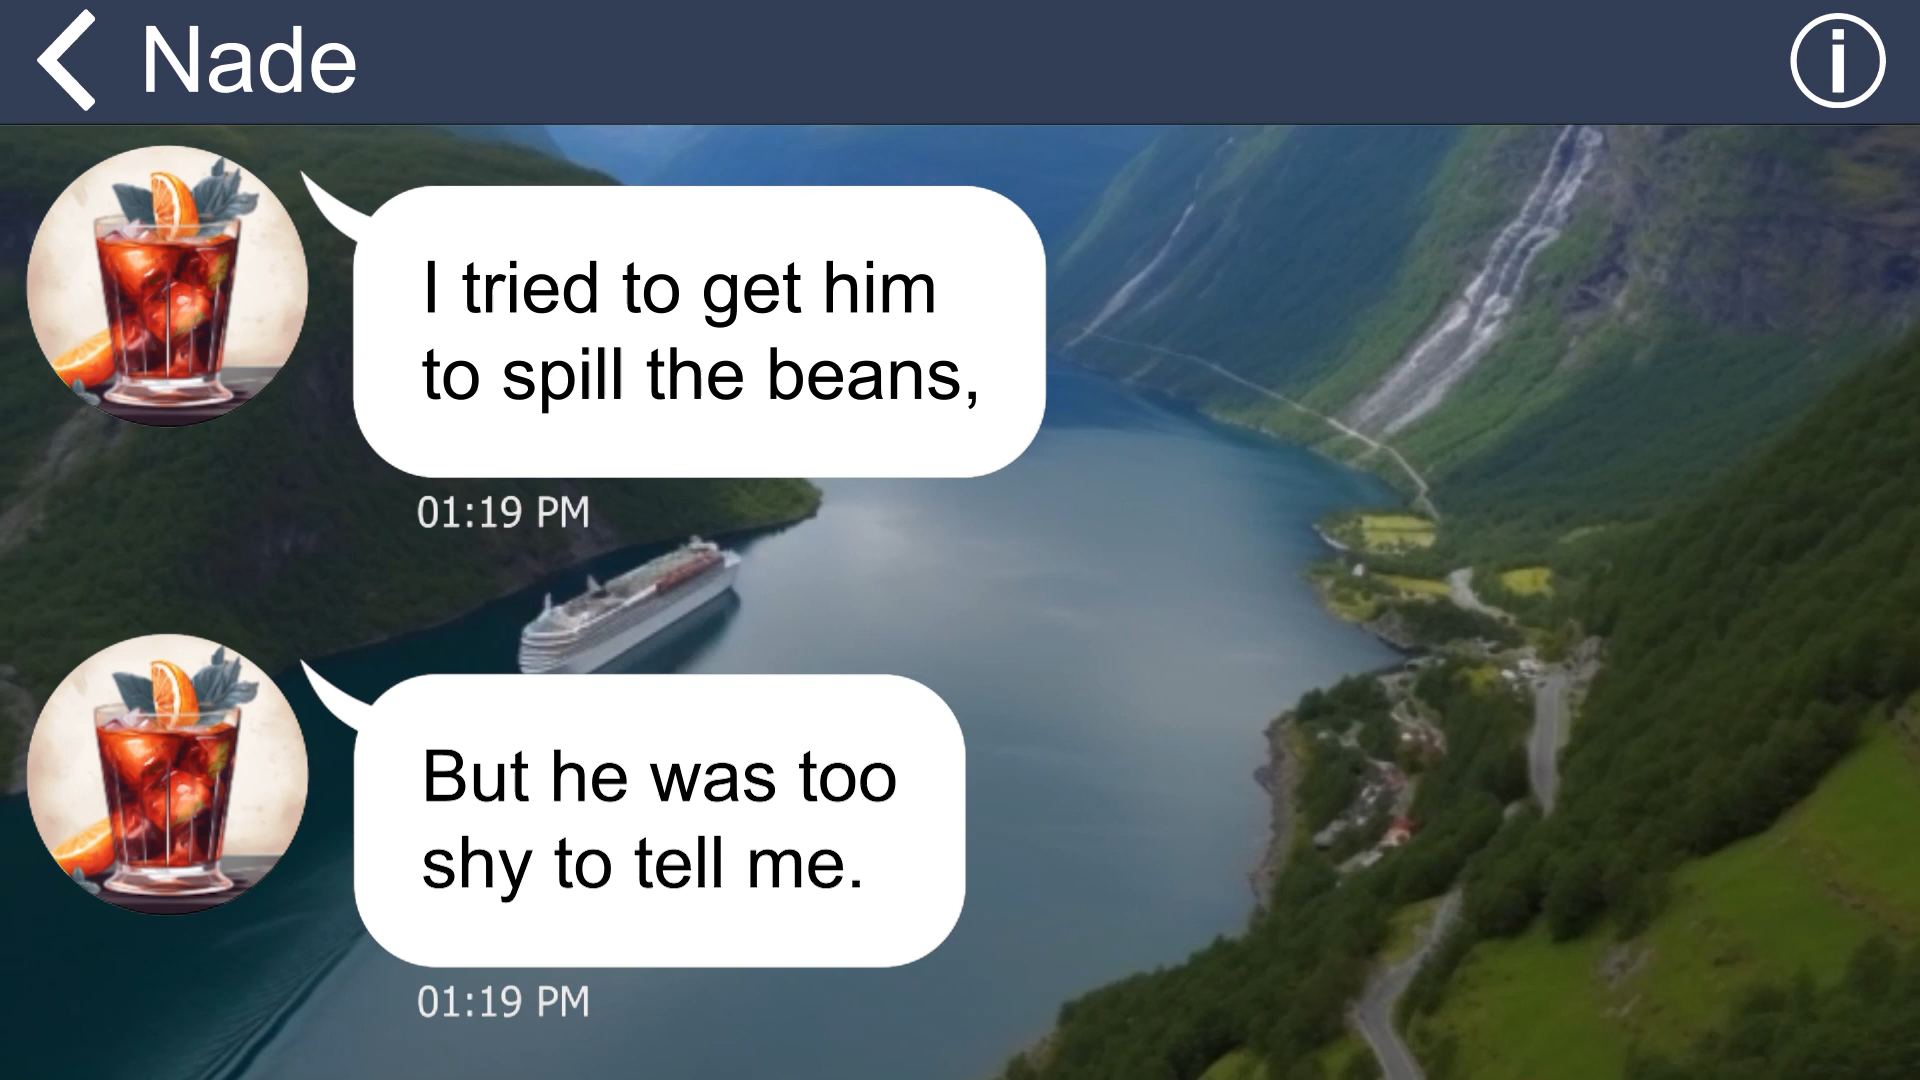 Nade
I tried to get him
to spill the beans,
01:19 PM
But he was too
shy to tell me.
01:19 PM